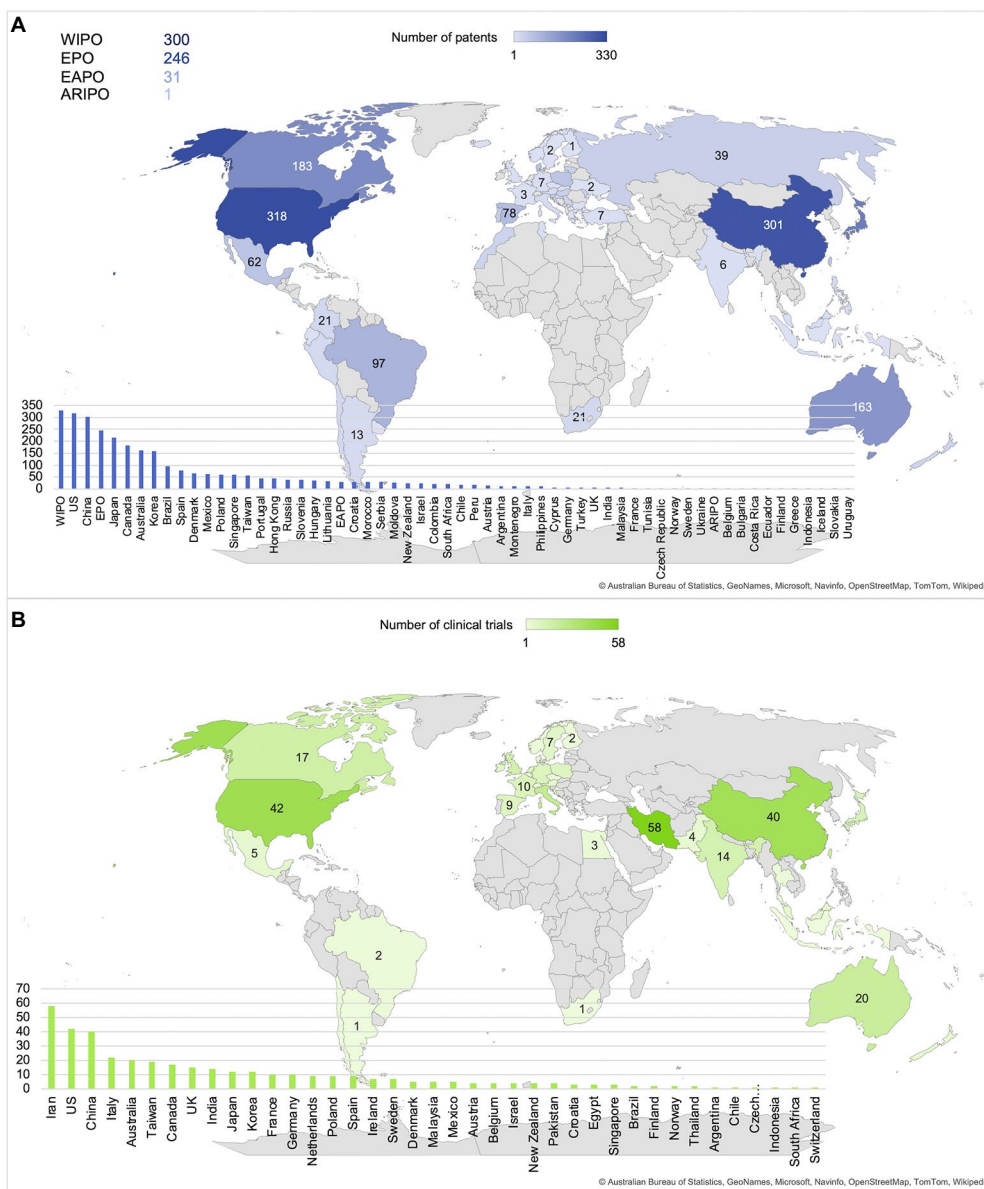 A
WIPO 300
EPO 246
EAPO 31
ARIPO 1
Number of patents
1 330
183
318
62
21
97
13
2
1
7
3
2
78
7
39
301
6
21
163
350
300
250
200
150
100
50
0
WIPO
US
China
EPO
Japan
Canada
Australia
Korea
Brazil
Spain
Denmark
Mexico
Poland
Singapore
Taiwan
Portugal
Hong Kong
Russia
Slovenia
Hungary
Lithuania
EAPO
Croatia
Morocco
Serbia
Moldova
New Zealand
Israel
Colombia
South Africa
Chile
Peru
Austria
Argentina
Montenegro
Italy
Philippines
Cyprus
Germany
Turkey
UK
India
Malaysia
France
Tunisia
Czech Republic
Norway
Sweden
Ukraine
ARIPO
Belgium
Bulgaria
Costa Rica
Ecuador
Finland
Greece
Indonesia
Iceland
Slovakia
Uruguay
© Australian Bureau of Statistics, GeoNames, Microsoft, Navinfo, OpenStreetMap, TomTom, Wikiped
B
Number of clinical trials
1 58
17
42
5
2
1
7
2
10
9
3
58
4
14
40
1
20
70
60
50
40
30
20
10
0
Iran
US
China
Italy
Australia
Taiwan
Canada
UK
India
Japan
Korea
France
Germany
Netherlands
Poland
Spain
Ireland
Sweden
Denmark
Malaysia
Mexico
Austria
Belgium
Israel
New Zealand
Pakistan
Croatia
Egypt
Singapore
Brazil
Finland
Norway
Thailand
Argentina
Chile
Czech…
Indonesia
South Africa
Switzerland
© Australian Bureau of Statistics, GeoNames, Microsoft, Navinfo, OpenStreetMap, TomTom, Wikiped